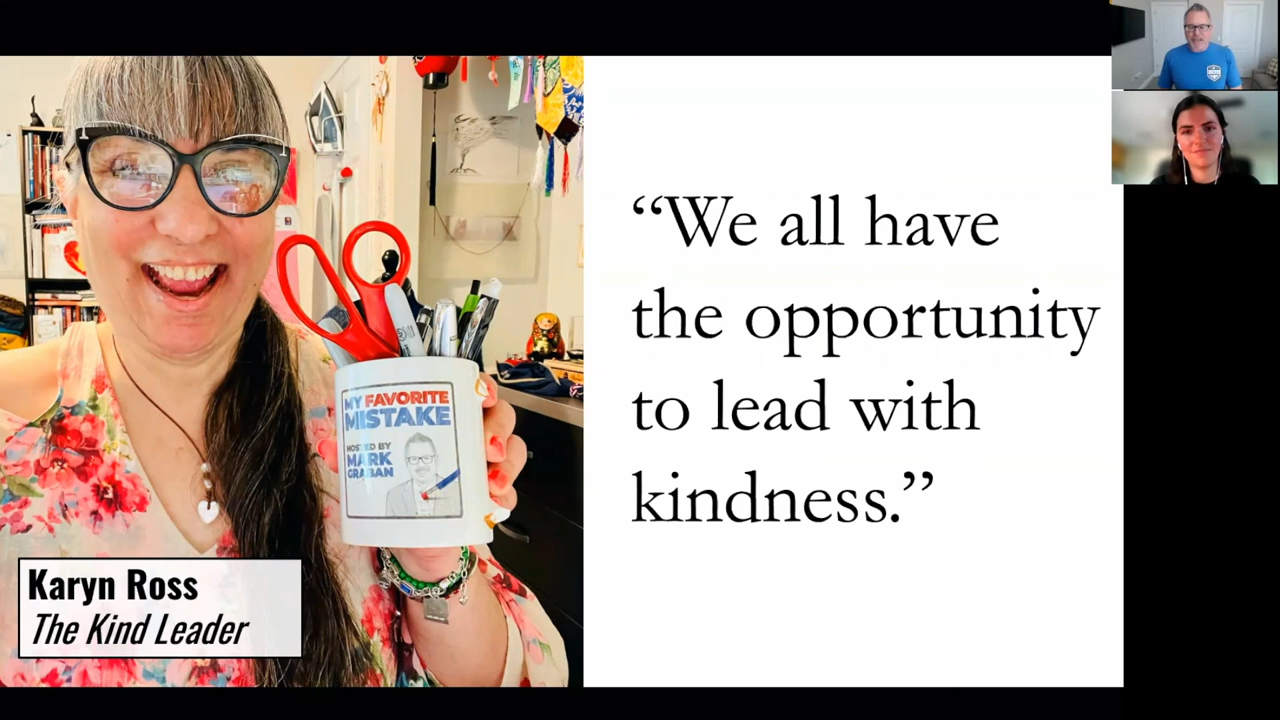 “We all have
the opportunity
to lead with
kindness.”
MY FAVORITE
MISTAKE
HOSTED BY
MARK
GRABAN
Karyn Ross
The Kind Leader